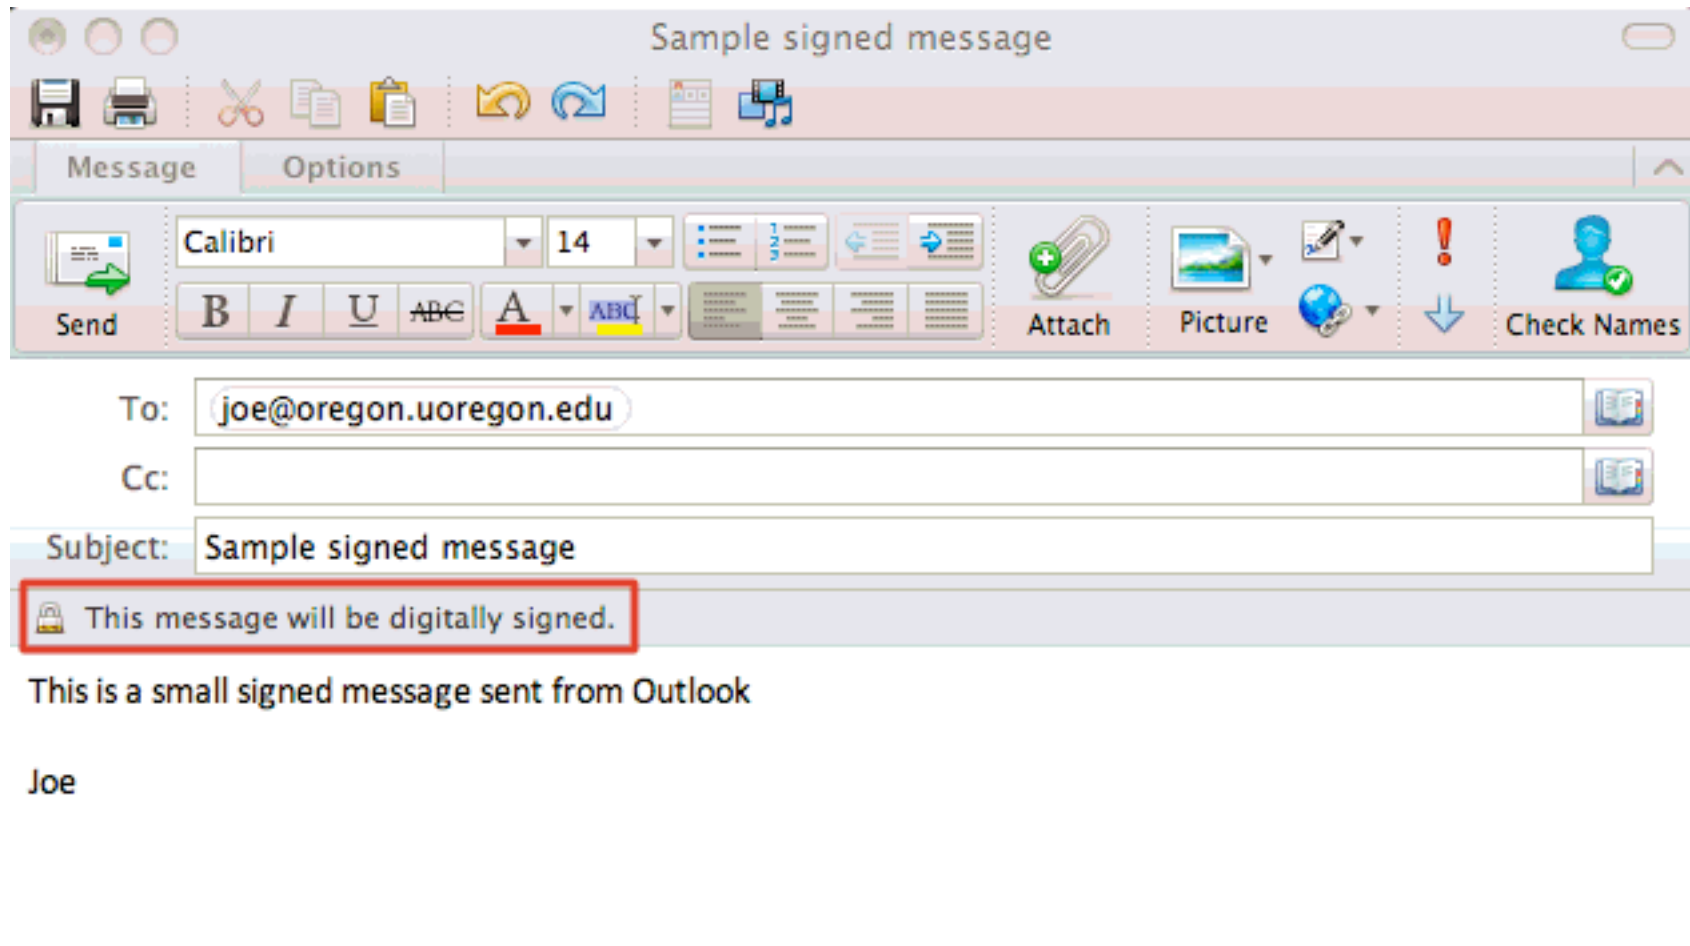 Sample signed message
Message Options
Calibri 14
B I U ABC A ABC
Send Attach Picture Check Names
To: joe@oregon.uoregon.edu
Cc:
Subject: Sample signed message
This message will be digitally signed.
This is a small signed message sent from Outlook
Joe